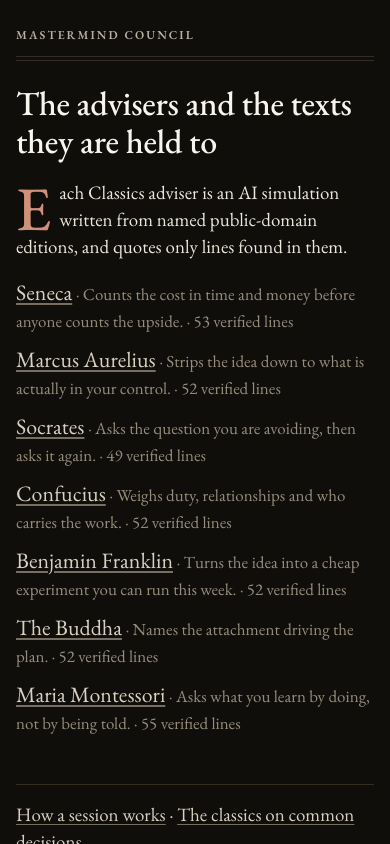 MASTERMIND COUNCIL
The advisers and the texts
they are held to
Each Classics adviser is an AI simulation
written from named public-domain
editions, and quotes only lines found in them.
Seneca · Counts the cost in time and money before
anyone counts the upside. · 53 verified lines
Marcus Aurelius · Strips the idea down to what is
actually in your control. · 52 verified lines
Socrates · Asks the question you are avoiding, then
asks it again. · 49 verified lines
Confucius · Weighs duty, relationships and who
carries the work. · 52 verified lines
Benjamin Franklin · Turns the idea into a cheap
experiment you can run this week. · 52 verified lines
The Buddha · Names the attachment driving the
plan. · 52 verified lines
Maria Montessori · Asks what you learn by doing,
not by being told. · 55 verified lines
How a session works · The classics on common
decisions